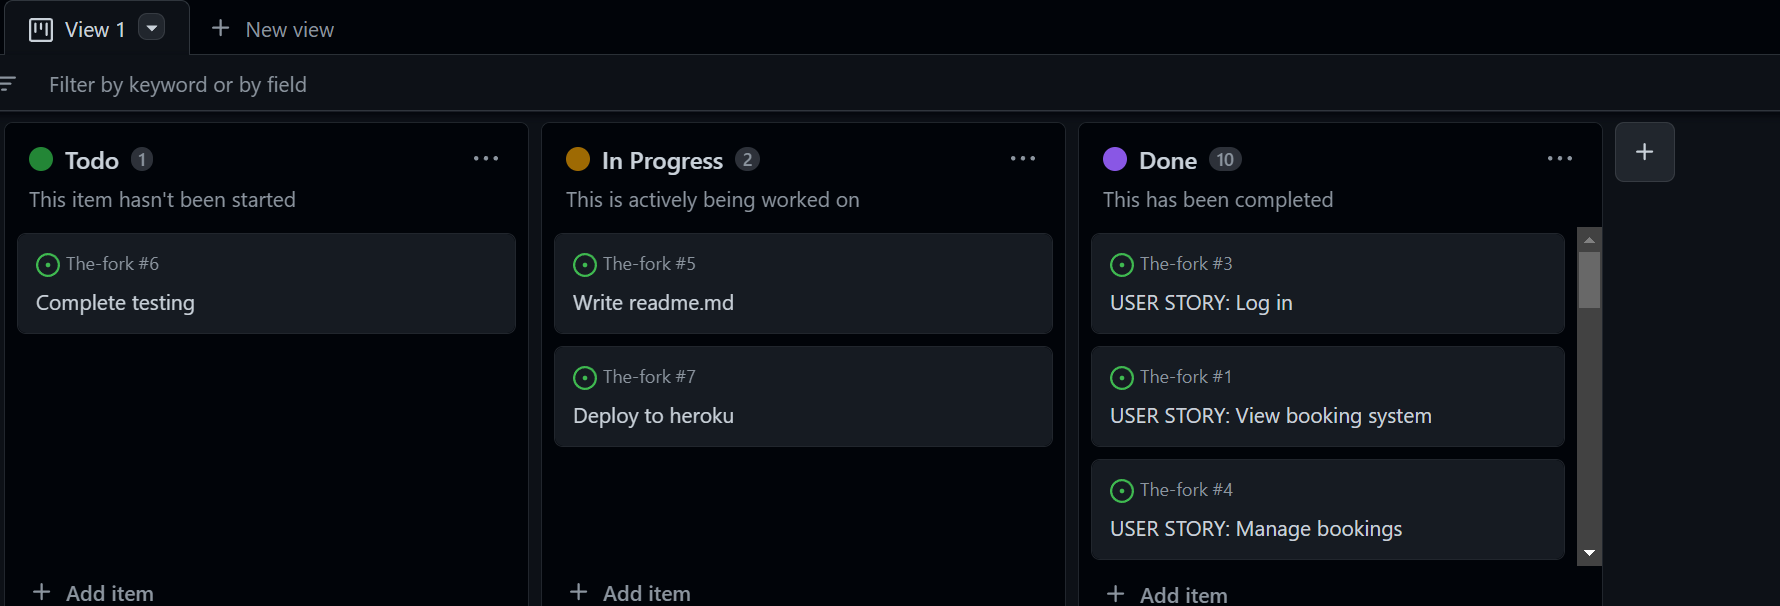 View 1
New view
Filter by keyword or by field
Todo 1
This item hasn't been started
The-fork #6
Complete testing
Add item
In Progress 2
This is actively being worked on
The-fork #5
Write readme.md
The-fork #7
Deploy to heroku
Add item
Done 10
This has been completed
The-fork #3
USER STORY: Log in
The-fork #1
USER STORY: View booking system
The-fork #4
USER STORY: Manage bookings
Add item